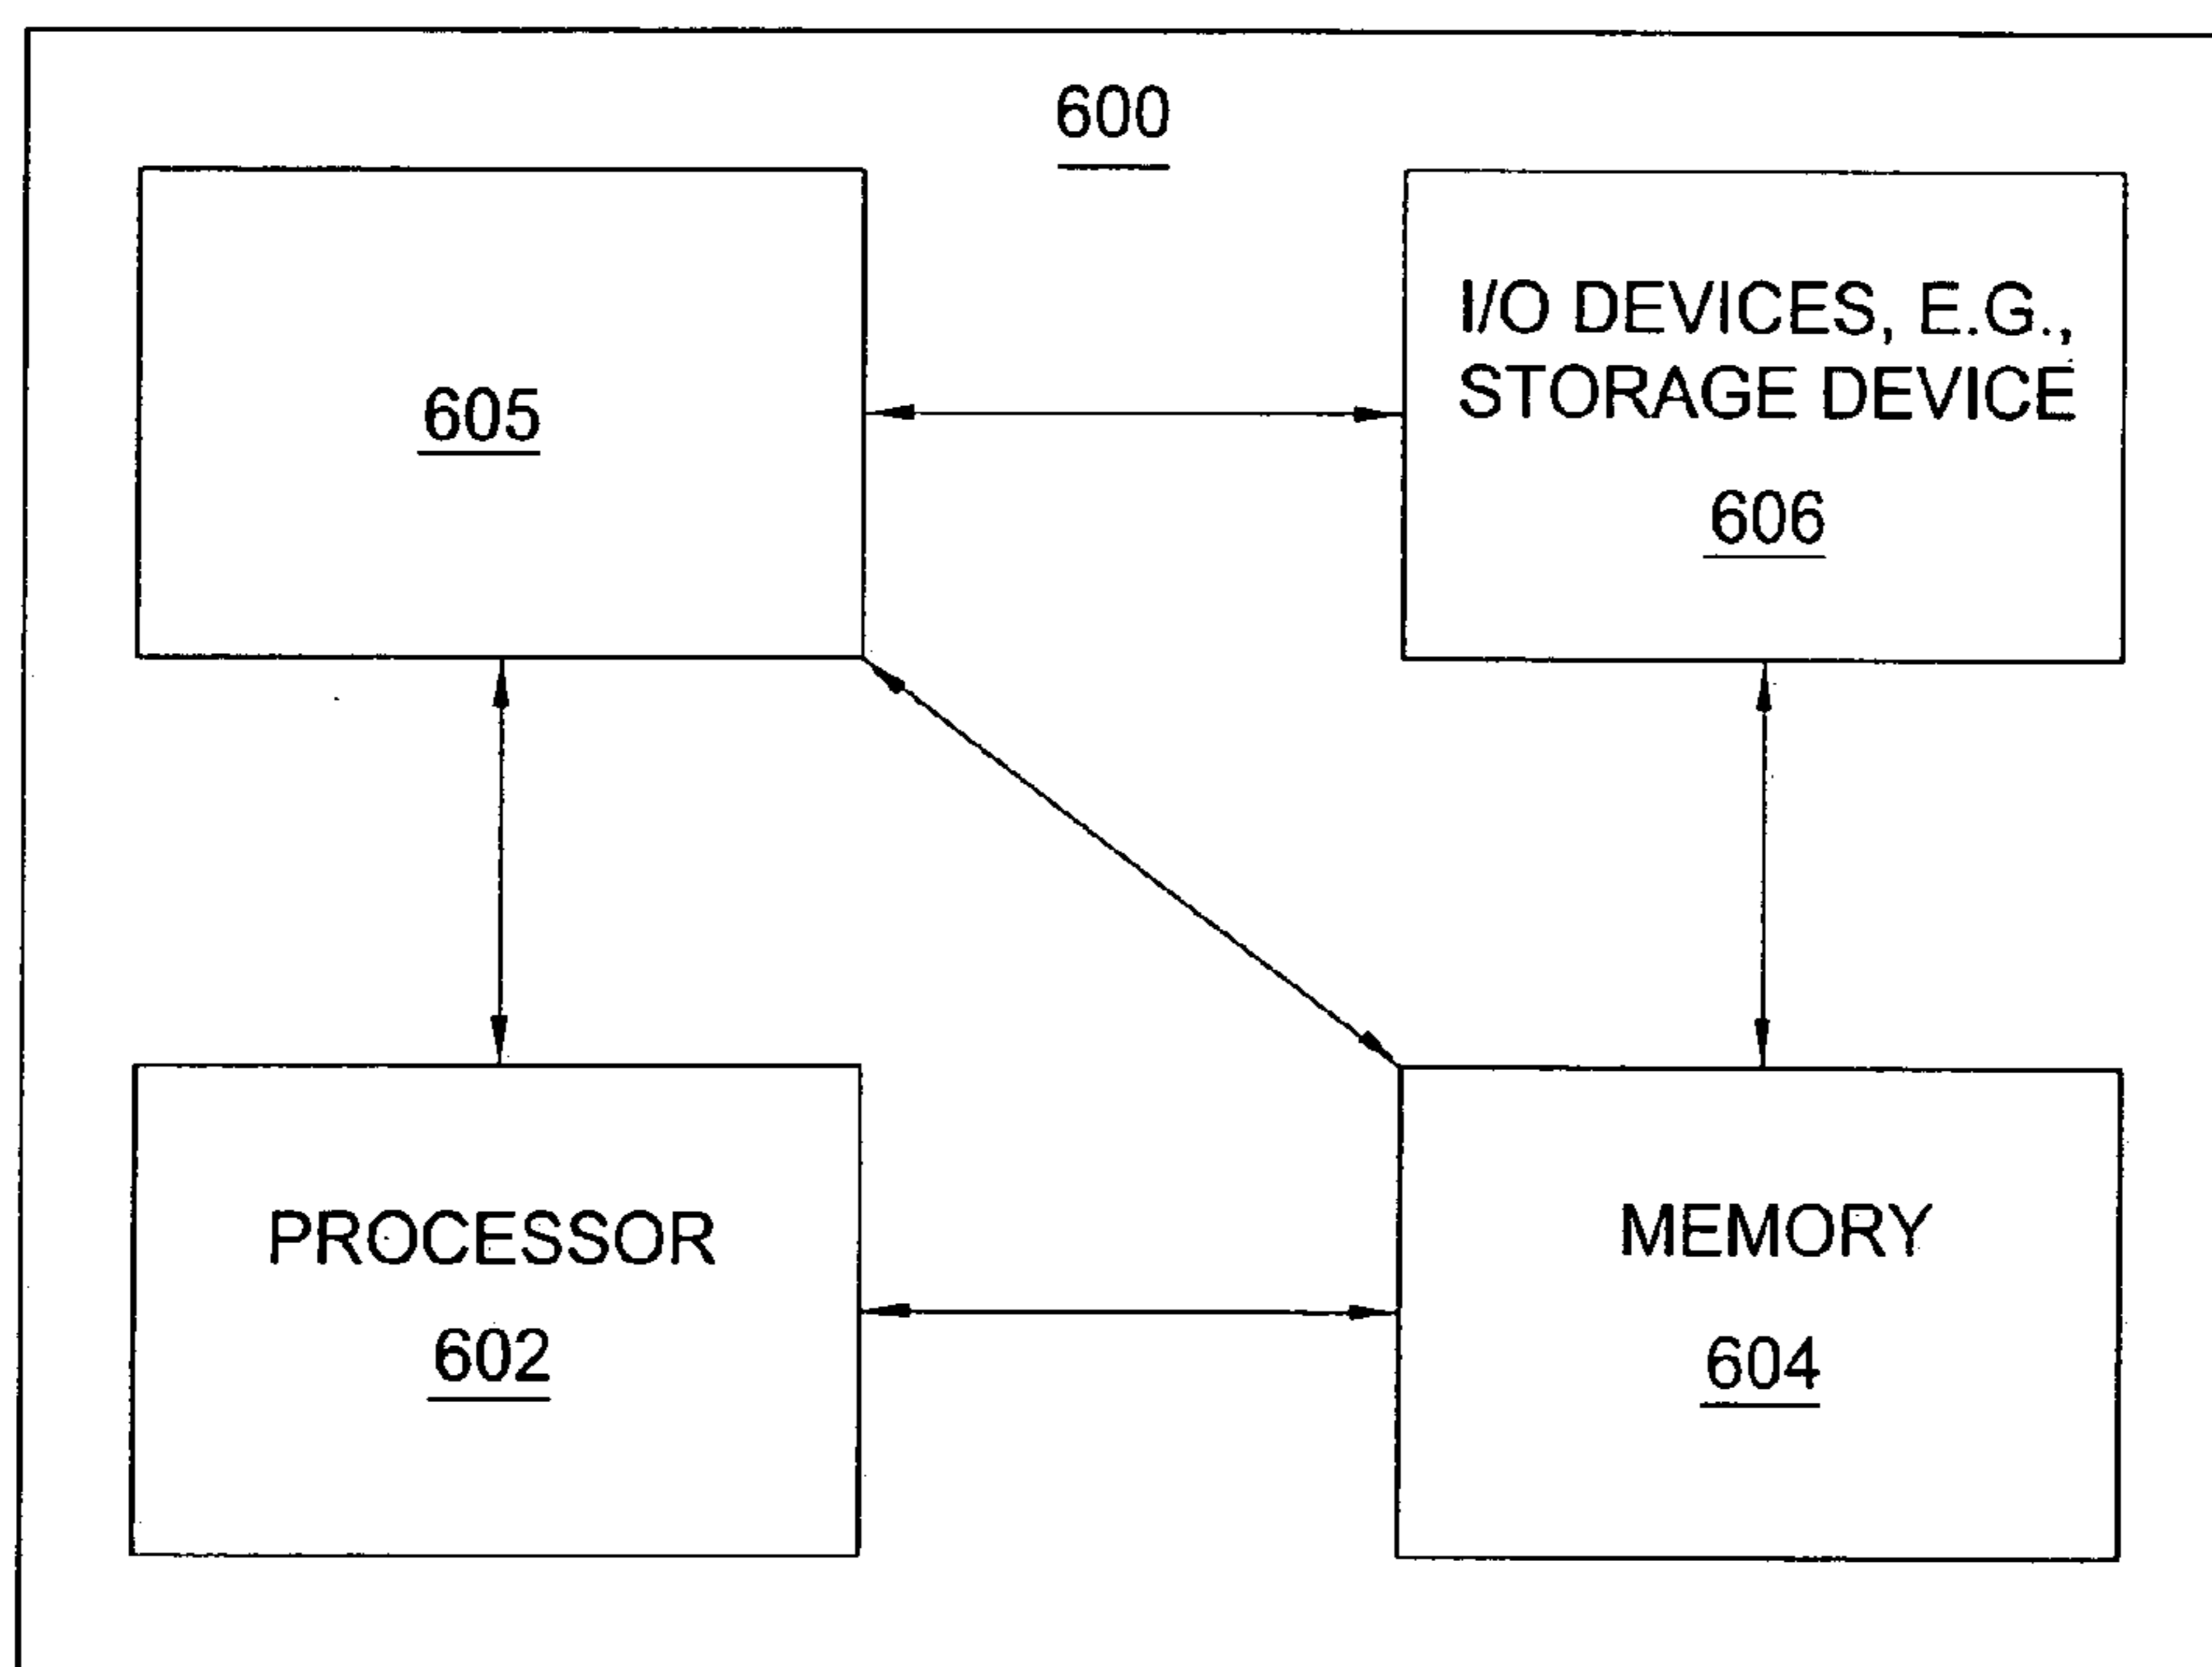 600
605
I/O DEVICES, E.G.,
STORAGE DEVICE
606
PROCESSOR
602
MEMORY
604